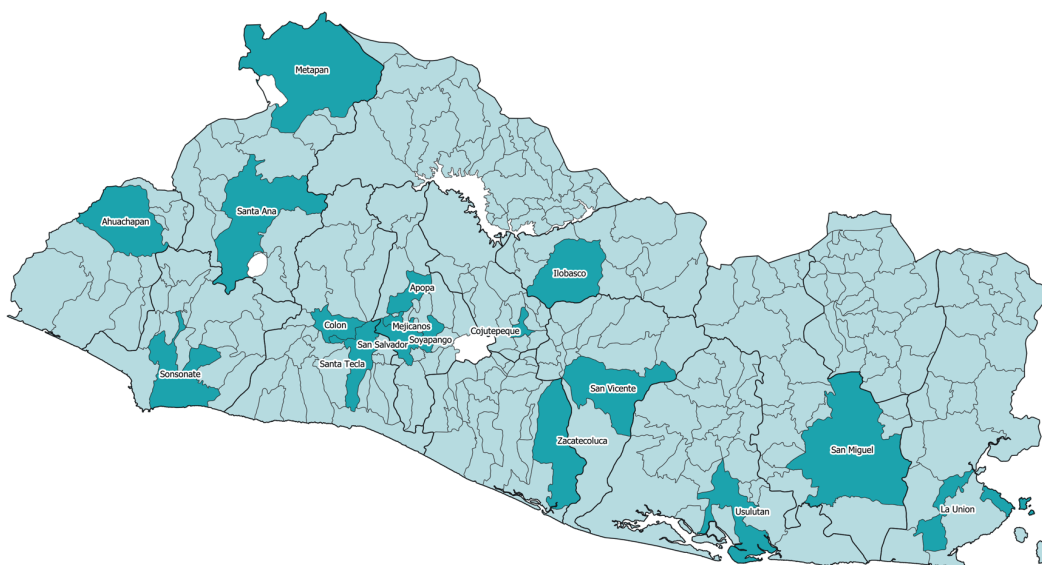 Metapan
Santa Ana
Ahuachapan
Ilobasco
Apopa
Colon
Mejicanos
Cojutepeque
San Salvador
Soyapango
Santa Tecla
Sonsonate
San Vicente
Zacatecoluca
San Miguel
Usulutan
La Union